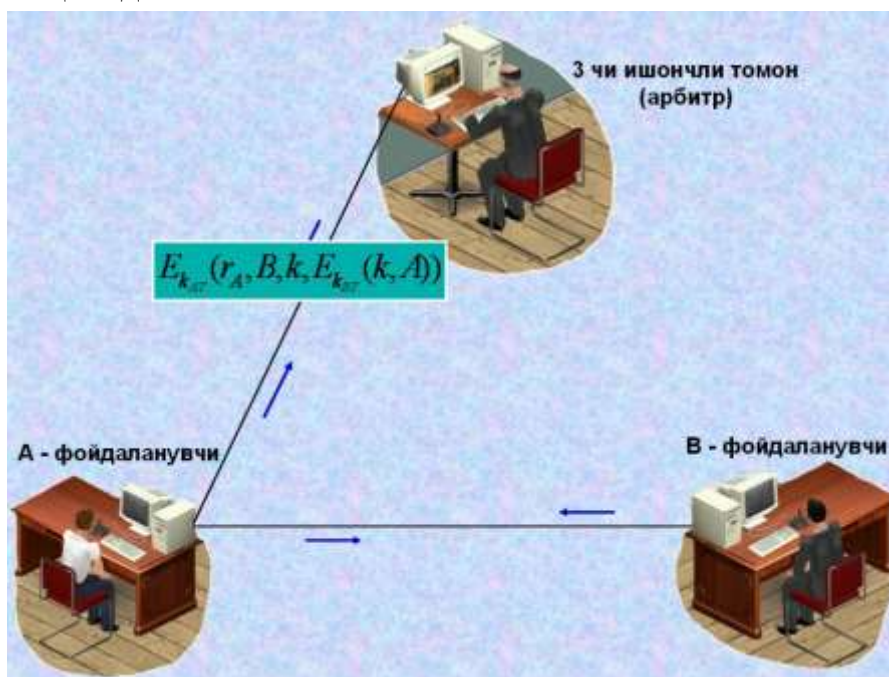 3 чи ишончли томон
(арбитр)
E_{k_{AT}}(r_A, B, k, E_{k_{BT}}(k, A))
А - фойдаланувчи
В - фойдаланувчи